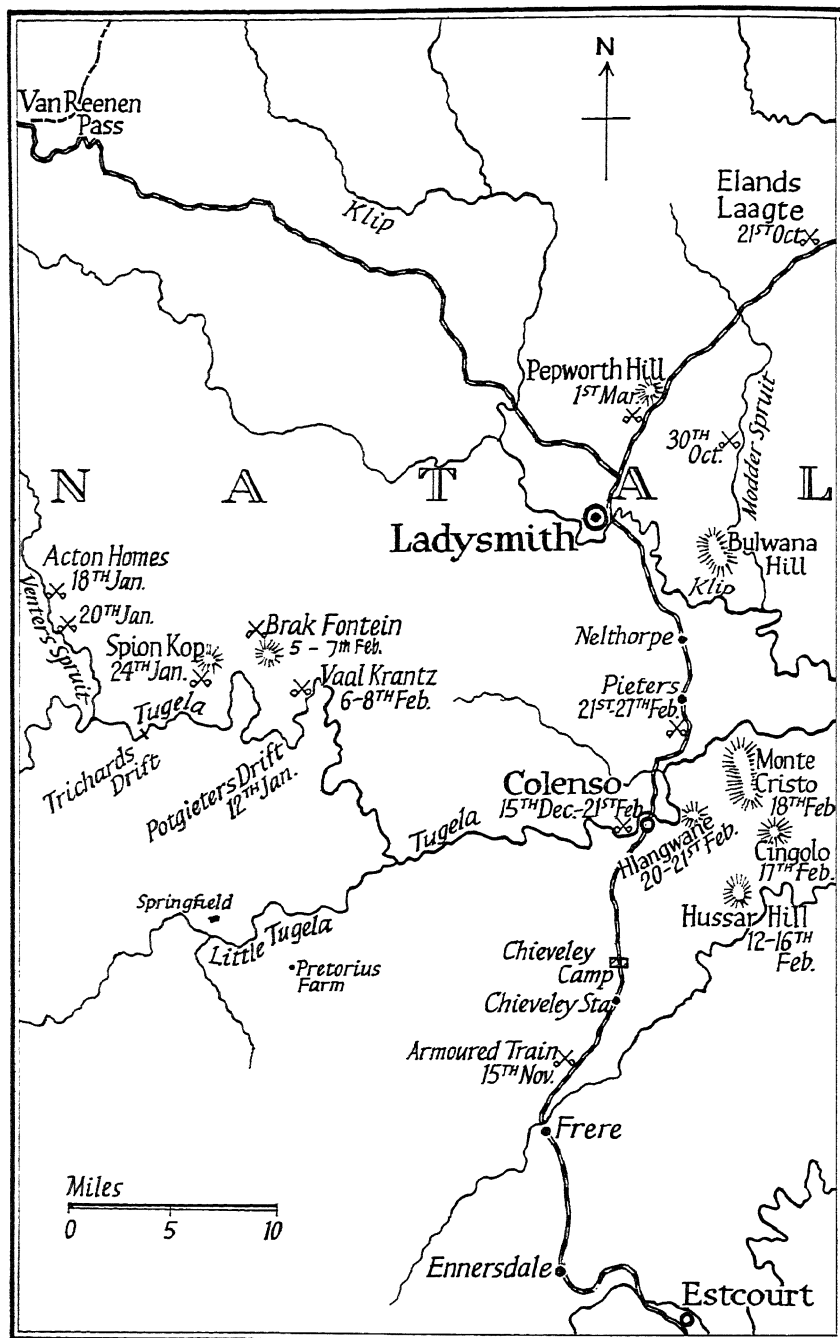 N
Van Reenen
Pass
Klip
Elands
Laagte
21ST Oct.
Pepworth Hill
1ST Mar.
30TH
Oct.
Modder Spruit
N A T A L
Ladysmith
Bulwana
Hill
Klip
Acton Homes
18TH Jan.
20TH Jan.
Venters Spruit
Spion Kop
24TH Jan.
Brak Fontein
5 - 7th Feb.
Vaal Krantz
6-8TH Feb.
Nelthorpe
Pieters
21ST-27TH Feb.
Tugela
Trichards
Drift
Potgieters Drift
12TH Jan.
Colenso
15TH Dec.-21ST Feb.
Tugela
Hlangwane
20-21ST Feb.
Monte
Cristo
18TH Feb
Cingolo
17TH Feb.
Hussar Hill
12-16TH
Feb.
Springfield
Little Tugela
Pretorius
Farm
Chieveley
Camp
Chieveley Sta.
Armoured Train
15TH Nov.
Frere
Miles
0 5 10
Ennersdale
Estcourt